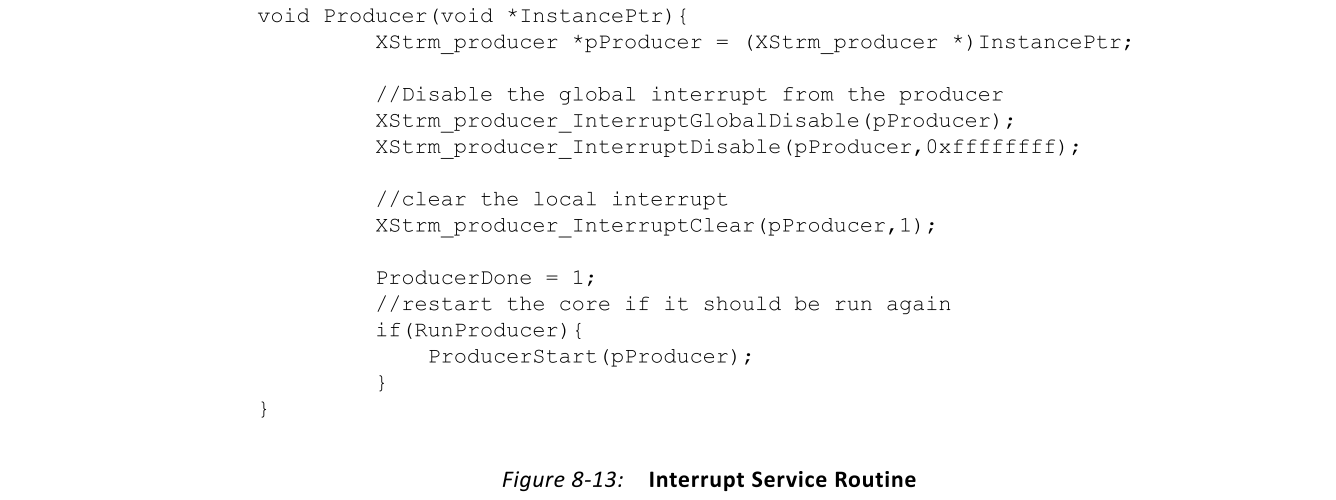 void Producer(void *InstancePtr){
XStrm_producer *pProducer = (XStrm_producer *)InstancePtr;
//Disable the global interrupt from the producer
XStrm_producer_InterruptGlobalDisable(pProducer);
XStrm_producer_InterruptDisable(pProducer,0xffffffff);
//clear the local interrupt
XStrm_producer_InterruptClear(pProducer,1);
ProducerDone = 1;
//restart the core if it should be run again
if(RunProducer){
ProducerStart(pProducer);
}
}
Figure 8-13: Interrupt Service Routine